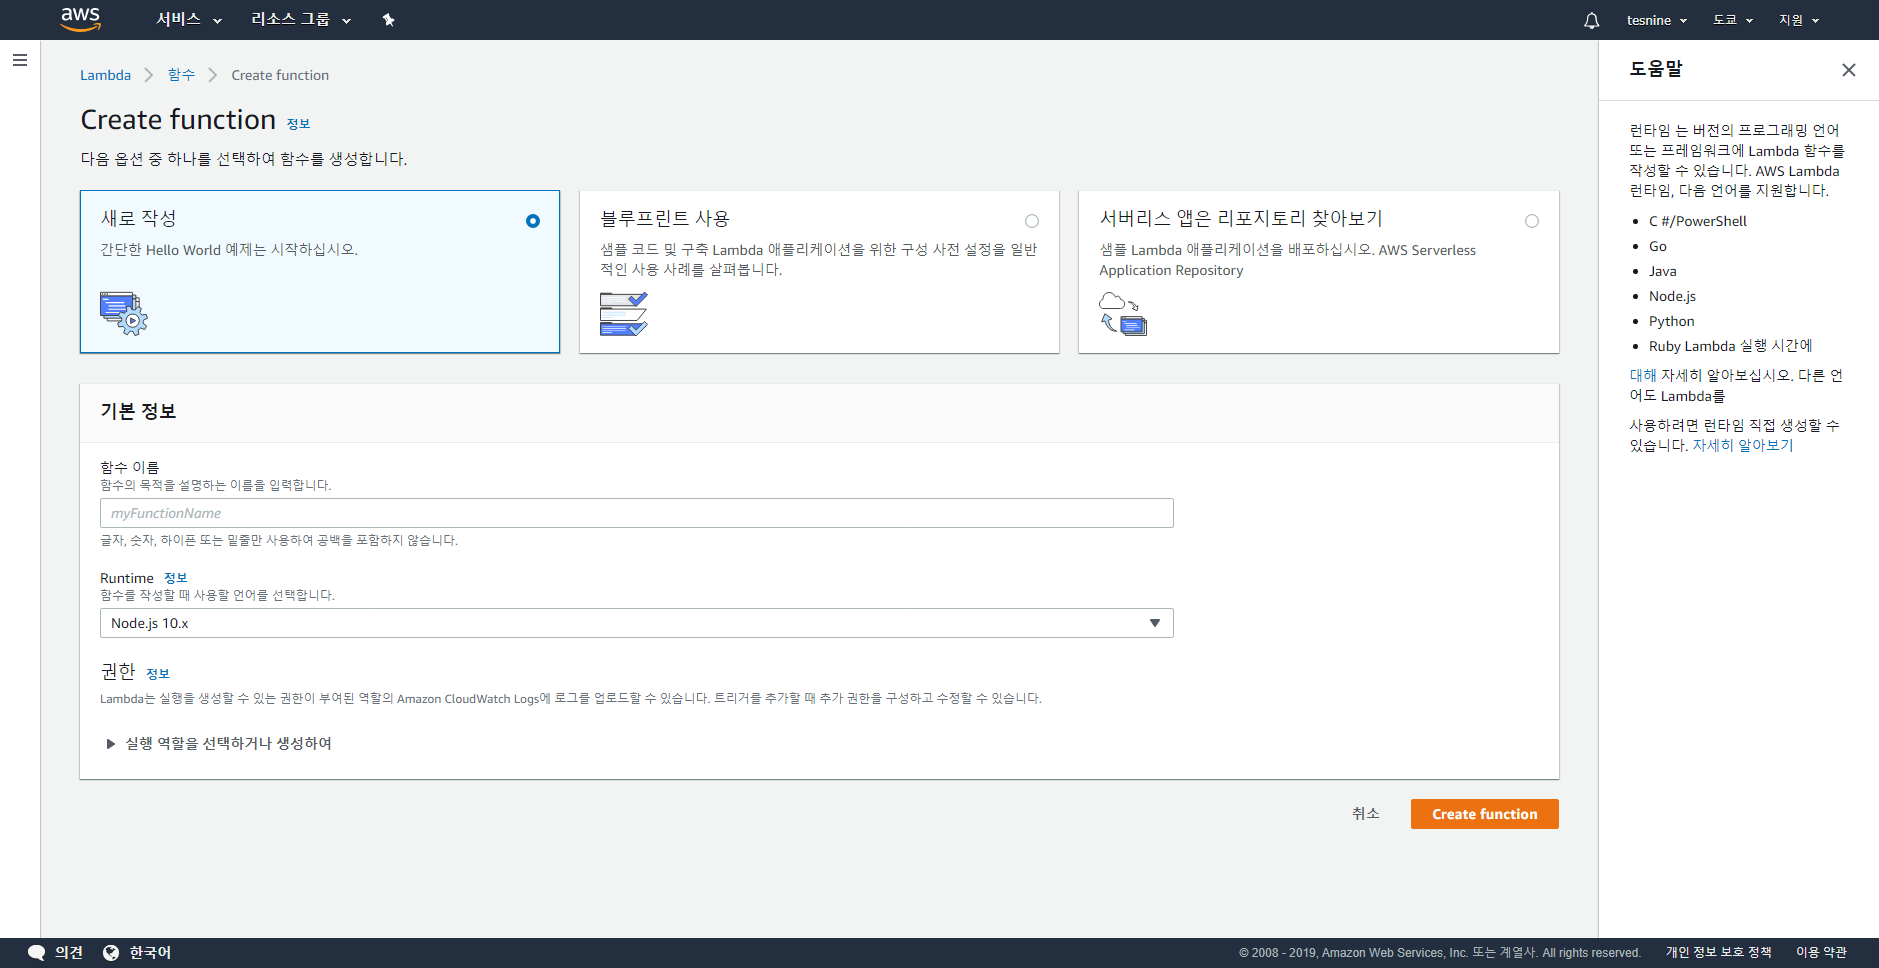 aws 서비스 리소스 그룹 tesnine 도쿄 지원
Lambda 함수 Create function
Create function 정보
다음 옵션 중 하나를 선택하여 함수를 생성합니다.
새로 작성
간단한 Hello World 예제는 시작하십시오.
블루프린트 사용
샘플 코드 및 구축 Lambda 애플리케이션을 위한 구성 사전 설정을 일반
적인 사용 사례를 살펴봅니다.
서버리스 앱은 리포지토리 찾아보기
샘플 Lambda 애플리케이션을 배포하십시오. AWS Serverless
Application Repository
기본 정보
함수 이름
함수의 목적을 설명하는 이름을 입력합니다.
myFunctionName
글자, 숫자, 하이픈 또는 밑줄만 사용하여 공백을 포함하지 않습니다.
Runtime 정보
함수를 작성할 때 사용할 언어를 선택합니다.
Node.js 10.x
권한 정보
Lambda는 실행을 생성할 수 있는 권한이 부여된 역할의 Amazon CloudWatch Logs에 로그를 업로드할 수 있습니다. 트리거를 추가할 때 추가 권한을 구성하고 수정할 수 있습니다.
실행 역할을 선택하거나 생성하여
취소 Create function
도움말
런타임 는 버전의 프로그래밍 언어
또는 프레임워크에 Lambda 함수를
작성할 수 있습니다. AWS Lambda
런타임, 다음 언어를 지원합니다.
C #/PowerShell
Go
Java
Node.js
Python
Ruby Lambda 실행 시간에
대해 자세히 알아보십시오. 다른 언
어도 Lambda를
사용하려면 런타임 직접 생성할 수
있습니다. 자세히 알아보기
의견 한국어 © 2008 - 2019, Amazon Web Services, Inc. 또는 계열사. All rights reserved. 개인 정보 보호 정책 이용 약관